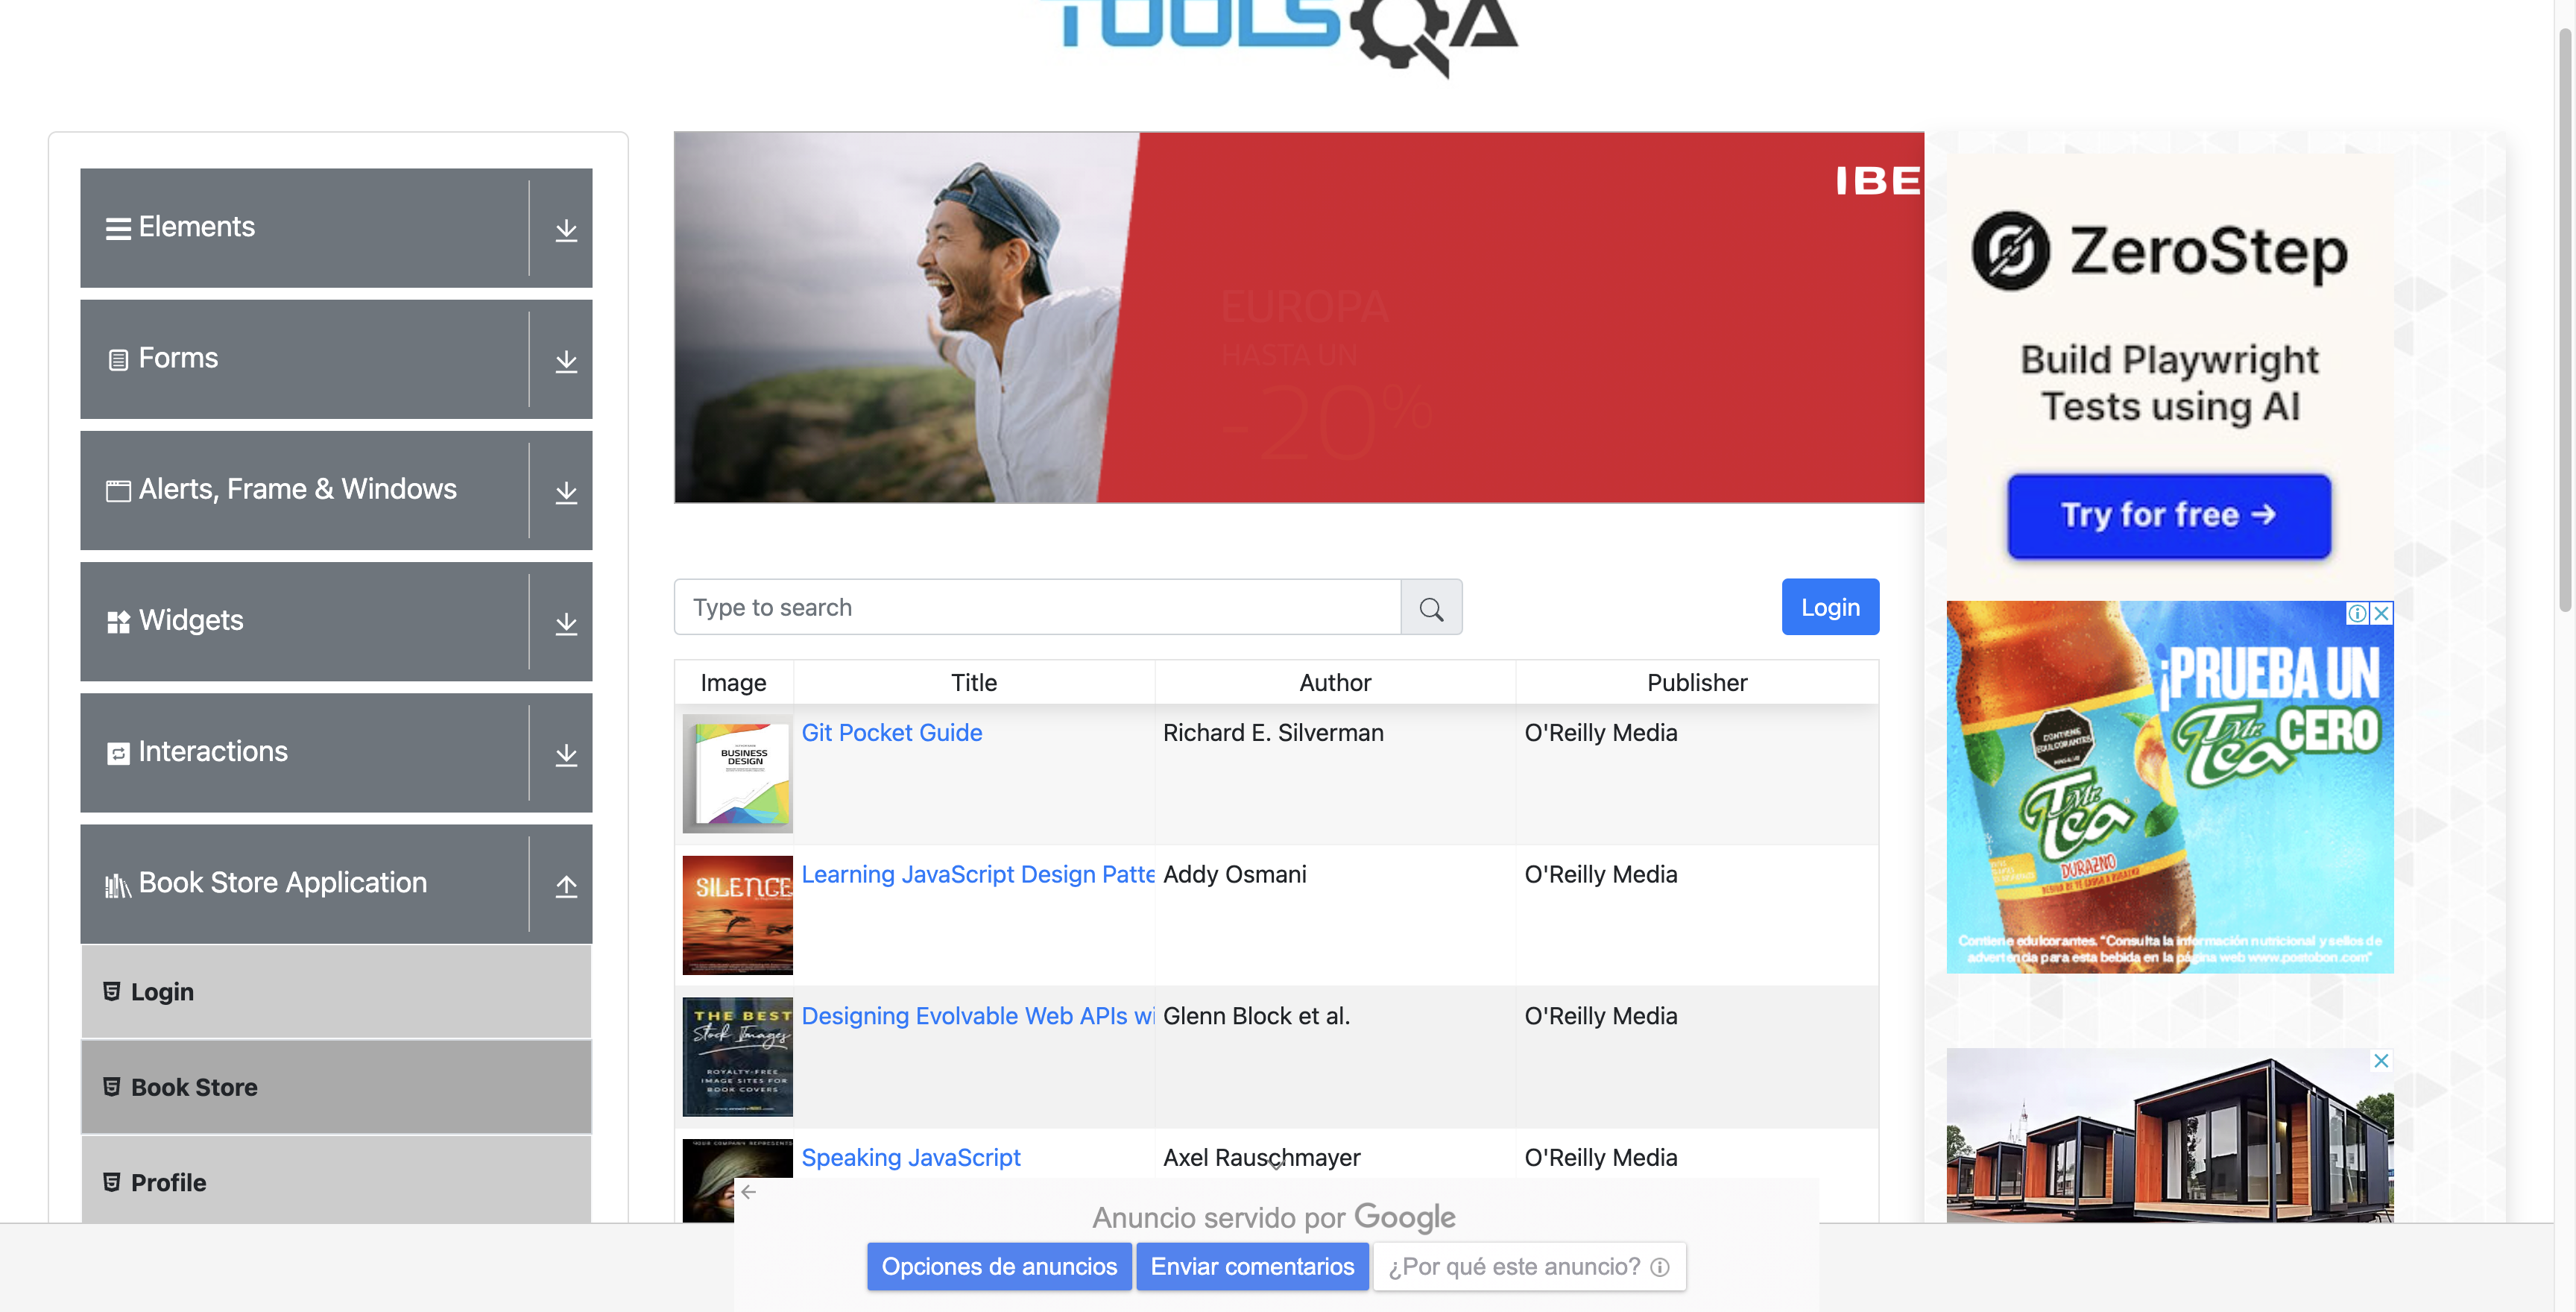 TOOLSQA
Elements
Forms
Alerts, Frame & Windows
Widgets
Interactions
Book Store Application
Login
Book Store
Profile
IBE
EUROPA
HASTA UN
-20%
Type to search
Login
Image Title Author Publisher
BUSINESS
DESIGN
Git Pocket Guide Richard E. Silverman O'Reilly Media
SILENCE
Learning JavaScript Design Patte Addy Osmani O'Reilly Media
THE BEST
Stock Images
ROYALTY-FREE
IMAGE SITES FOR
BOOK COVERS
Designing Evolvable Web APIs wi Glenn Block et al. O'Reilly Media
YOUR COMPANY REPRESENTS
Speaking JavaScript Axel Rauschmayer O'Reilly Media
ZeroStep
Build Playwright
Tests using AI
Try for free →
¡PRUEBA UN
Mr. Tea CERO
CONTIENE
EDULCORANTES
Mr.
Tea
DURAZNO
Contiene edulcorantes. "Consulta la información nutricional y sellos de
advertencia para esta bebida en la página web www.postobon.com"
Anuncio servido por Google
Opciones de anuncios Enviar comentarios ¿Por qué este anuncio?